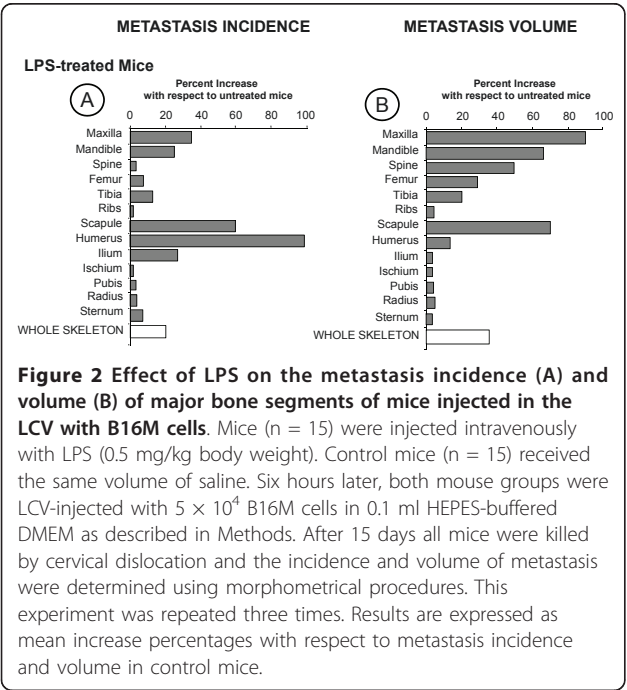 METASTASIS INCIDENCE METASTASIS VOLUME
LPS-treated Mice
A
Percent Increase
with respect to untreated mice
0 20 40 60 80 100
Maxilla
Mandible
Spine
Femur
Tibia
Ribs
Scapule
Humerus
Ilium
Ischium
Pubis
Radius
Sternum
WHOLE SKELETON
B
Percent Increase
with respect to untreated mice
0 20 40 60 80 100
Maxilla
Mandible
Spine
Femur
Tibia
Ribs
Scapule
Humerus
Ilium
Ischium
Pubis
Radius
Sternum
WHOLE SKELETON
Figure 2 Effect of LPS on the metastasis incidence (A) and
volume (B) of major bone segments of mice injected in the
LCV with B16M cells. Mice (n = 15) were injected intravenously
with LPS (0.5 mg/kg body weight). Control mice (n = 15) received
the same volume of saline. Six hours later, both mouse groups were
LCV-injected with 5 × 10⁴ B16M cells in 0.1 ml HEPES-buffered
DMEM as described in Methods. After 15 days all mice were killed
by cervical dislocation and the incidence and volume of metastasis
were determined using morphometrical procedures. This
experiment was repeated three times. Results are expressed as
mean increase percentages with respect to metastasis incidence
and volume in control mice.